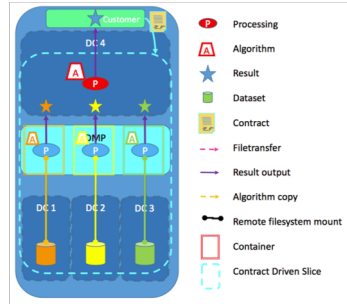 Customer
DC 4
A
P
DMP
A
P
A
P
A
P
DC 1
DC 2
DC 3
P
Processing
A
Algorithm
Result
Dataset
Contract
Filetransfer
Result output
Algorithm copy
Remote filesystem mount
Container
Contract Driven Slice